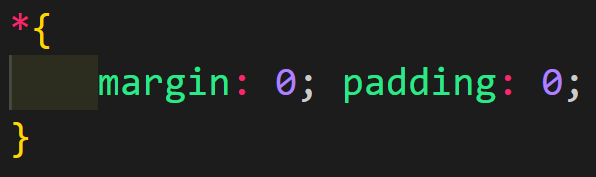 *{
    margin: 0; padding: 0;
}